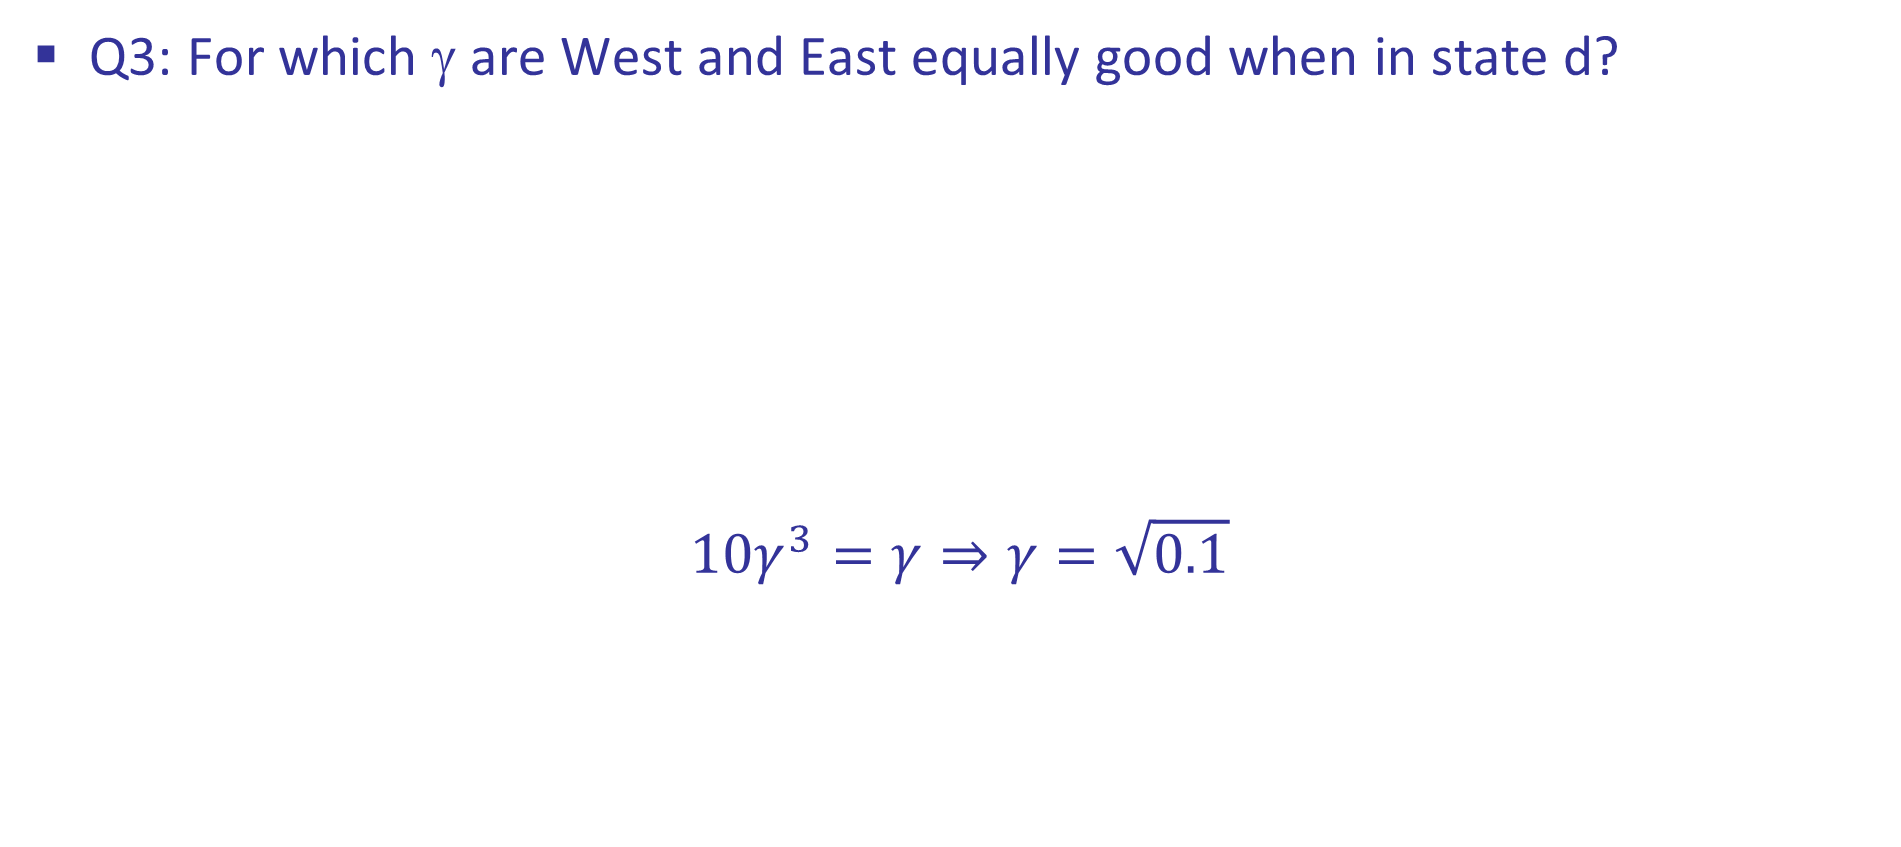 ▪ Q3: For which γ are West and East equally good when in state d?
10γ³ = γ ⇒ γ = √0.1